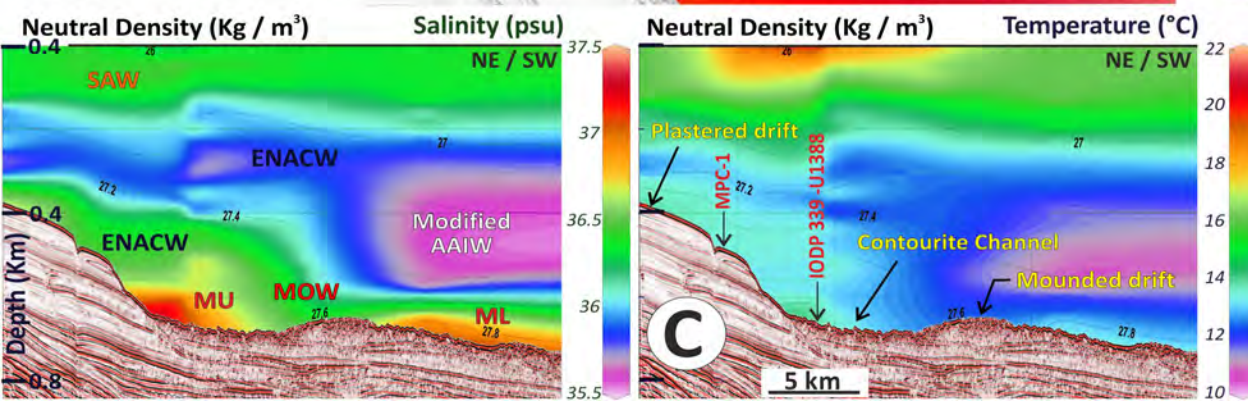 Neutral Density (Kg / m³) Salinity (psu)
0.4
26
37.5
NE / SW
SAW
37
27
ENACW
27.2
27.4
0.4
36.5
Modified
AAIW
ENACW
Depth (Km)
MU
MOW
36
ML
27.6
27.8
0.8
35.5
Neutral Density (Kg / m³) Temperature (°C)
26
22
NE / SW
20
Plastered drift
27
MPC-1
IODP 339 -U1388
18
27.2
27.4
16
Contourite Channel
Mounded drift
14
27.6
27.8
C
12
5 km
10